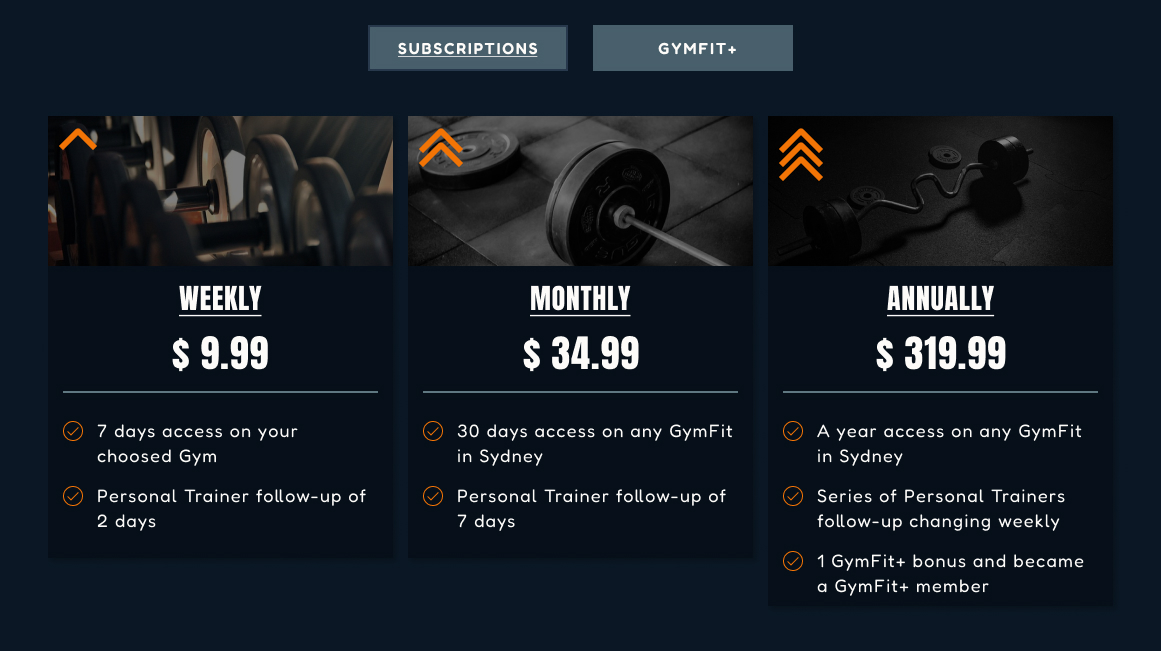 SUBSCRIPTIONS
GYMFIT+
WEEKLY
$ 9.99
7 days access on your
choosed Gym
Personal Trainer follow-up of
2 days
MONTHLY
$ 34.99
30 days access on any GymFit
in Sydney
Personal Trainer follow-up of
7 days
ANNUALLY
$ 319.99
A year access on any GymFit
in Sydney
Series of Personal Trainers
follow-up changing weekly
1 GymFit+ bonus and became
a GymFit+ member